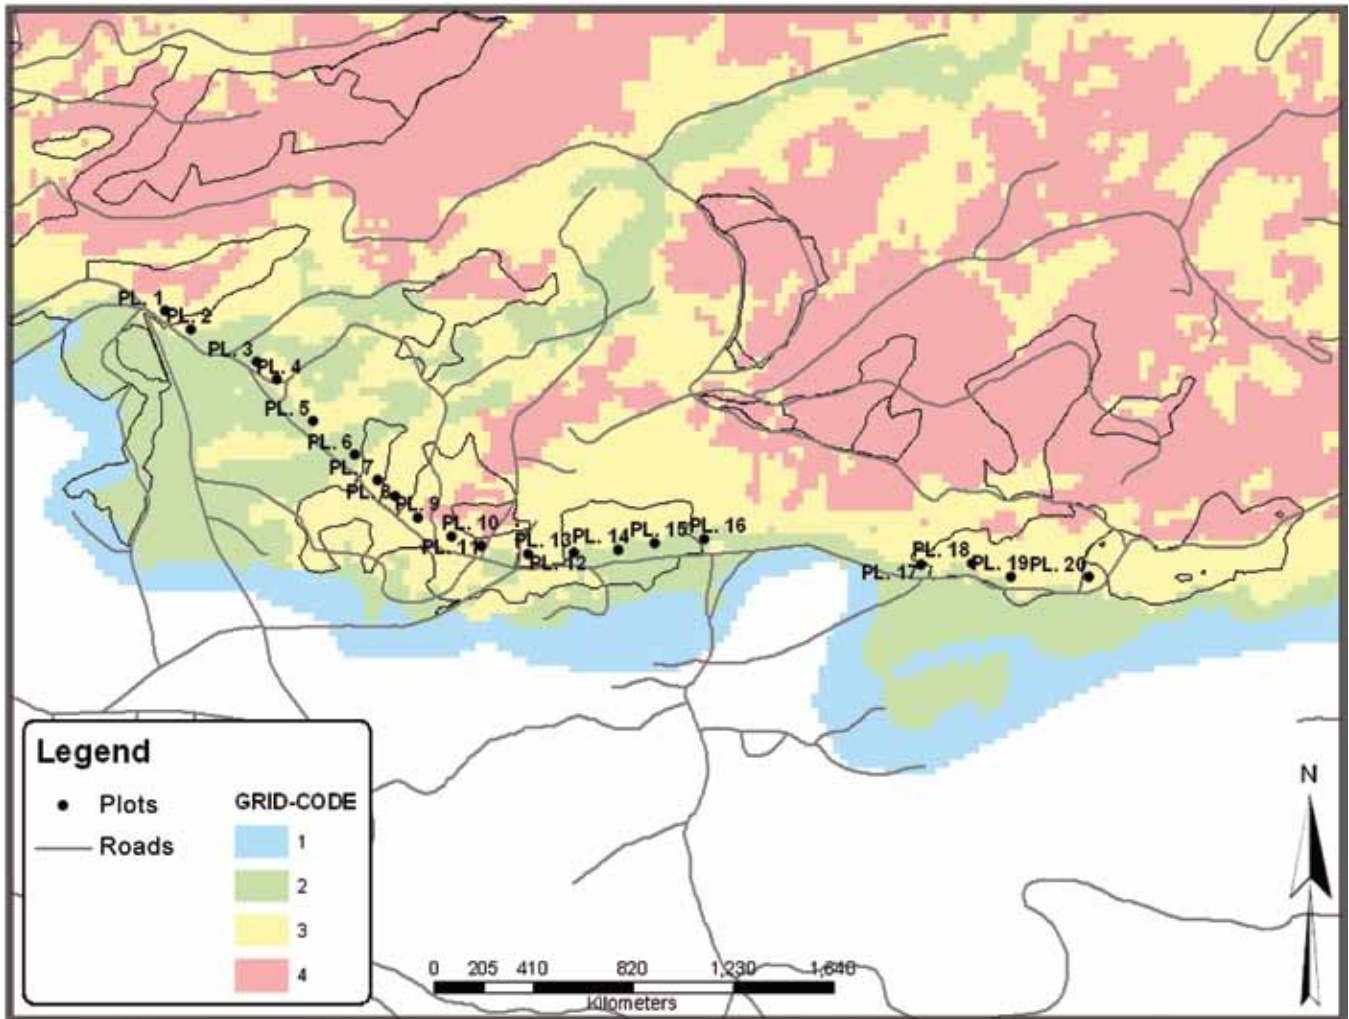 PL. 1
PL. 2
PL. 3
PL. 4
PL. 5
PL. 6
PL. 7
PL. 8
PL. 9
PL. 10
PL. 11
PL. 12
PL. 13
PL. 14
PL. 15
PL. 16
PL. 17
PL. 18
PL. 19
PL. 20
Legend
Plots
Roads
GRID-CODE
1
2
3
4
0 205 410 820 1,230 1,640
Kilometers
N